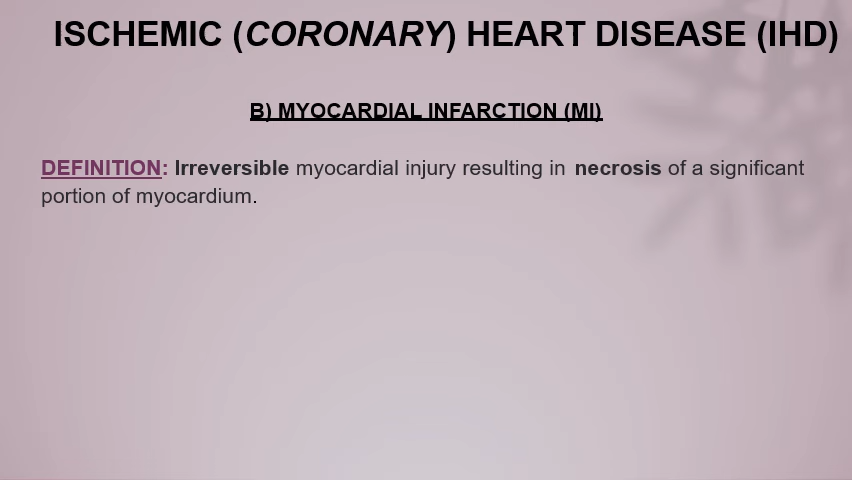 ISCHEMIC (CORONARY) HEART DISEASE (IHD)
B) MYOCARDIAL INFARCTION (MI)
DEFINITION: Irreversible myocardial injury resulting in necrosis of a significant
portion of myocardium.